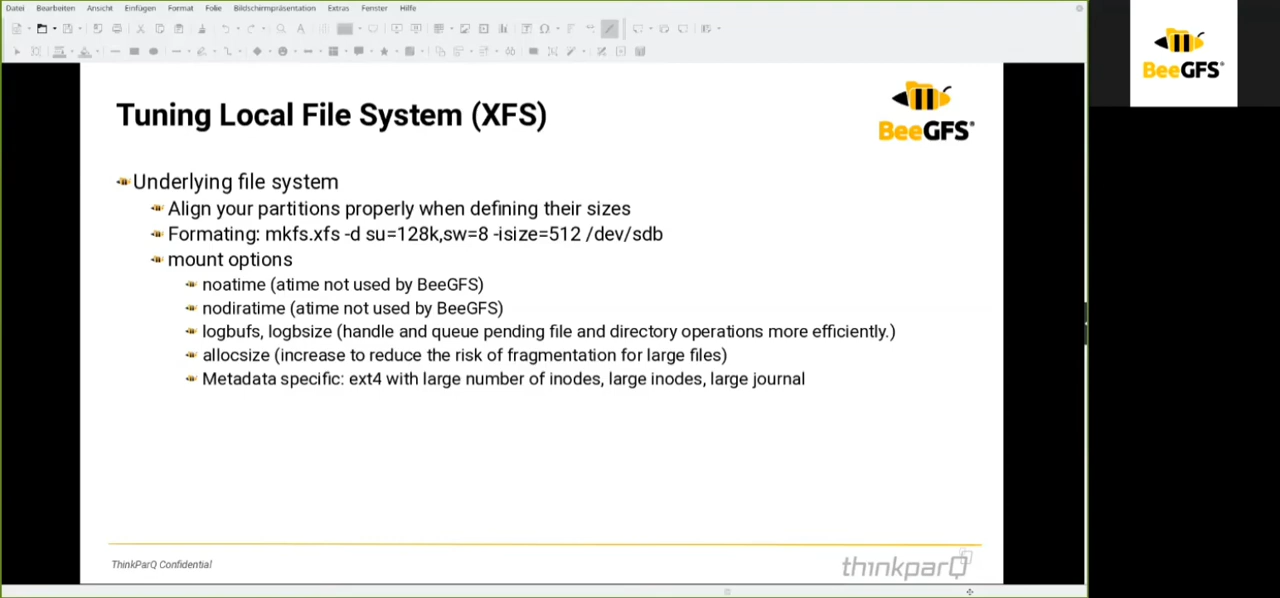 Datei Bearbeiten Ansicht Einfügen Format Folie Bildschirmpräsentation Extras Fenster Hilfe
BeeGFS®
Tuning Local File System (XFS)
BeeGFS®
Underlying file system
Align your partitions properly when defining their sizes
Formating: mkfs.xfs -d su=128k,sw=8 -isize=512 /dev/sdb
mount options
noatime (atime not used by BeeGFS)
nodiratime (atime not used by BeeGFS)
logbufs, logbsize (handle and queue pending file and directory operations more efficiently.)
allocsize (increase to reduce the risk of fragmentation for large files)
Metadata specific: ext4 with large number of inodes, large inodes, large journal
ThinkParQ Confidential
thinkparQ